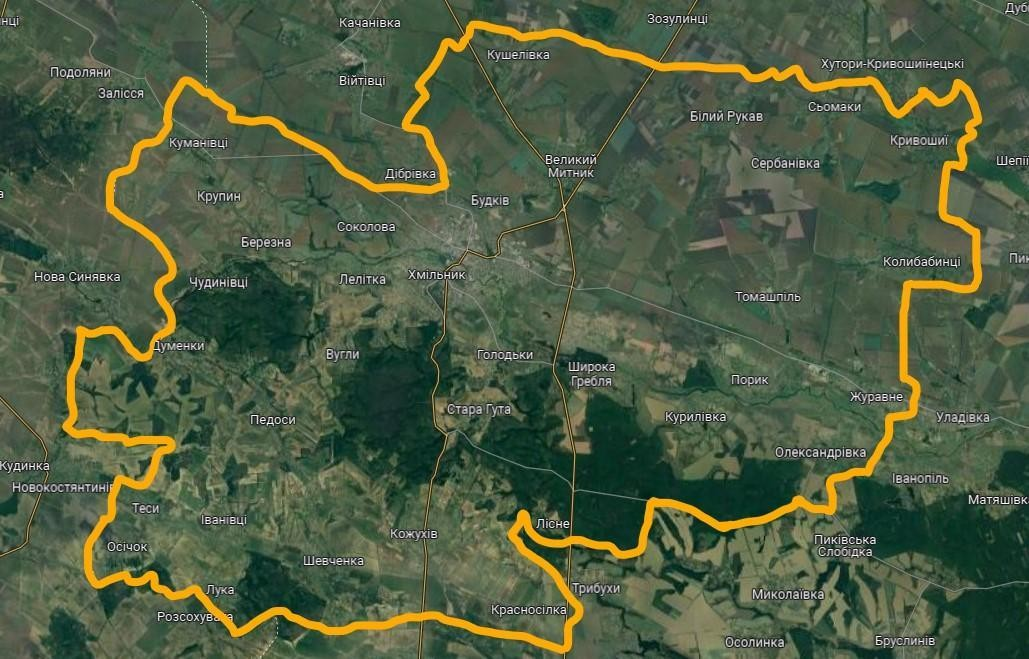 Качанівка
Зозулинці
Кушелівка
Подоляни
Війтівці
Хутори-Кривошиїнецькі
Залісся
Сьомаки
Білий Рукав
Куманівці
Кривошиї
Великий
Митник
Сербанівка
Дібрівка
Крупин
Будків
Соколова
Березна
Колибабинці
Нова Синявка
Чудинівці
Лелітка
Хмільник
Томашпіль
Думенки
Вугли
Голодьки
Широка
Гребля
Порик
Журавне
Стара Гута
Педоси
Курилівка
Уладівка
Олександрівка
Кудинка
Іванопіль
Новокостянтинів
Матяшівка
Теси
Іванівці
Лісне
Кожухів
Пиківська
Слобідка
Осічок
Шевченка
Лука
Трибухи
Миколаївка
Розсохувата
Красносілка
Осолинка
Бруслинів